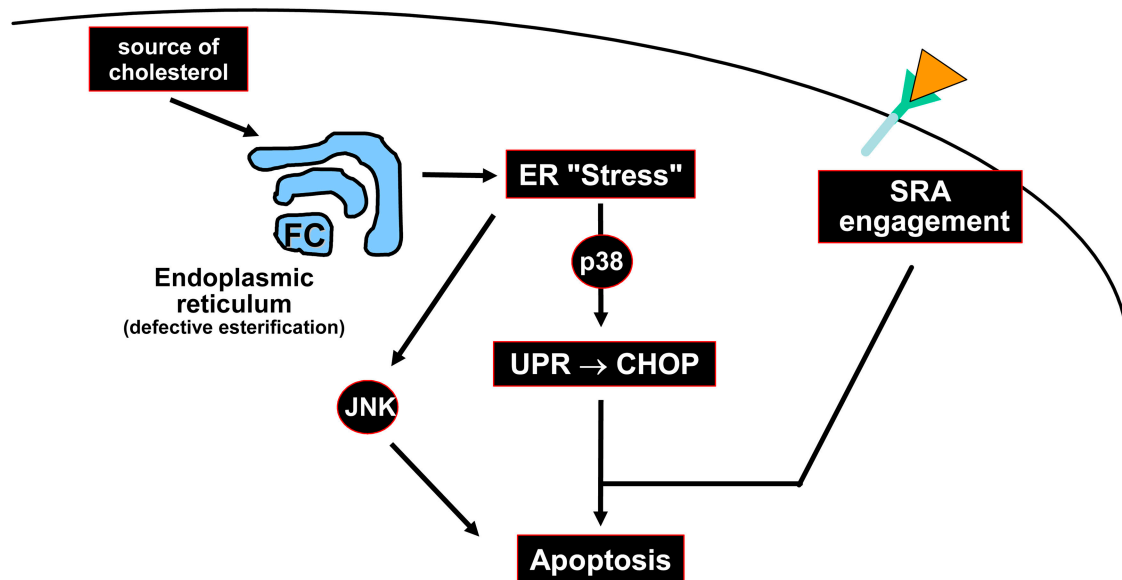 source of
cholesterol
ER "Stress"
SRA
engagement
FC
p38
Endoplasmic
reticulum
(defective esterification)
UPR → CHOP
JNK
Apoptosis